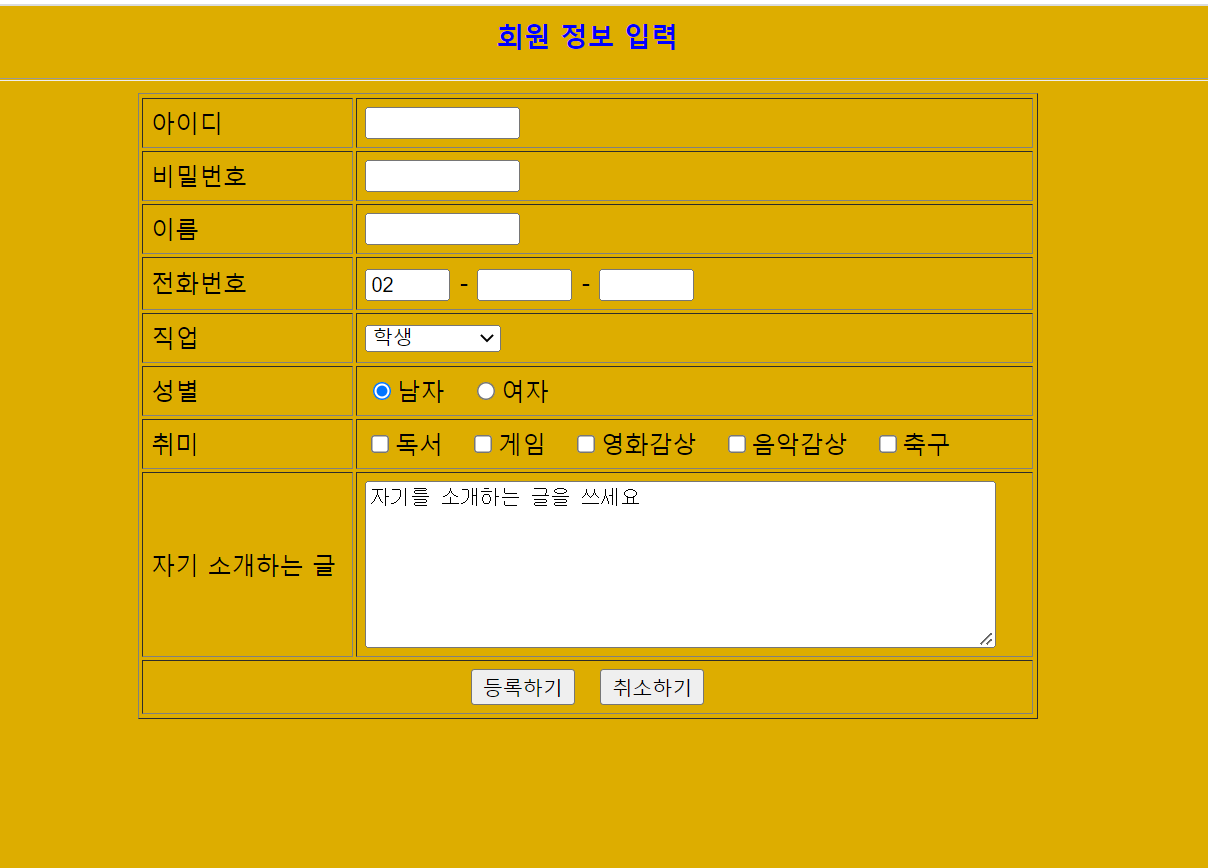 회원 정보 입력
아이디
비밀번호
이름
전화번호 02 - -
직업 학생
성별 남자 여자
취미 독서 게임 영화감상 음악감상 축구
자기를 소개하는 글을 쓰세요
자기 소개하는 글
등록하기 취소하기